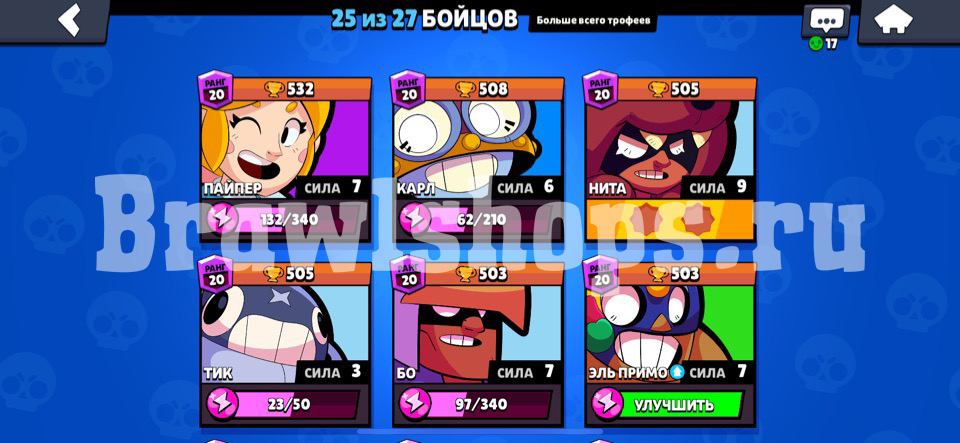 25 из 27 БОЙЦОВ
Больше всего трофеев
17
РАНГ 20 532
РАНГ 20 508
РАНГ 20 505
ПАЙПЕР СИЛА 7
КАРЛ СИЛА 6
НИТА СИЛА 9
132/340
62/210
Brawlshops.ru
РАНГ 20 505
РАНГ 20 503
РАНГ 20 503
ТИК СИЛА 3
БО СИЛА 7
ЭЛЬ ПРИМО СИЛА 7
23/50
97/340
УЛУЧШИТЬ